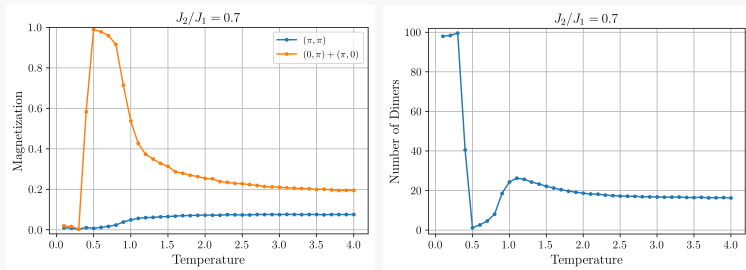 J₂/J₁ = 0.7
Magnetization
1.0
0.8
0.6
0.4
0.2
0.0
(π, π)
(0, π) + (π, 0)
0.0 0.5 1.0 1.5 2.0 2.5 3.0 3.5 4.0
Temperature
J₂/J₁ = 0.7
Number of Dimers
100
80
60
40
20
0
0.0 0.5 1.0 1.5 2.0 2.5 3.0 3.5 4.0
Temperature